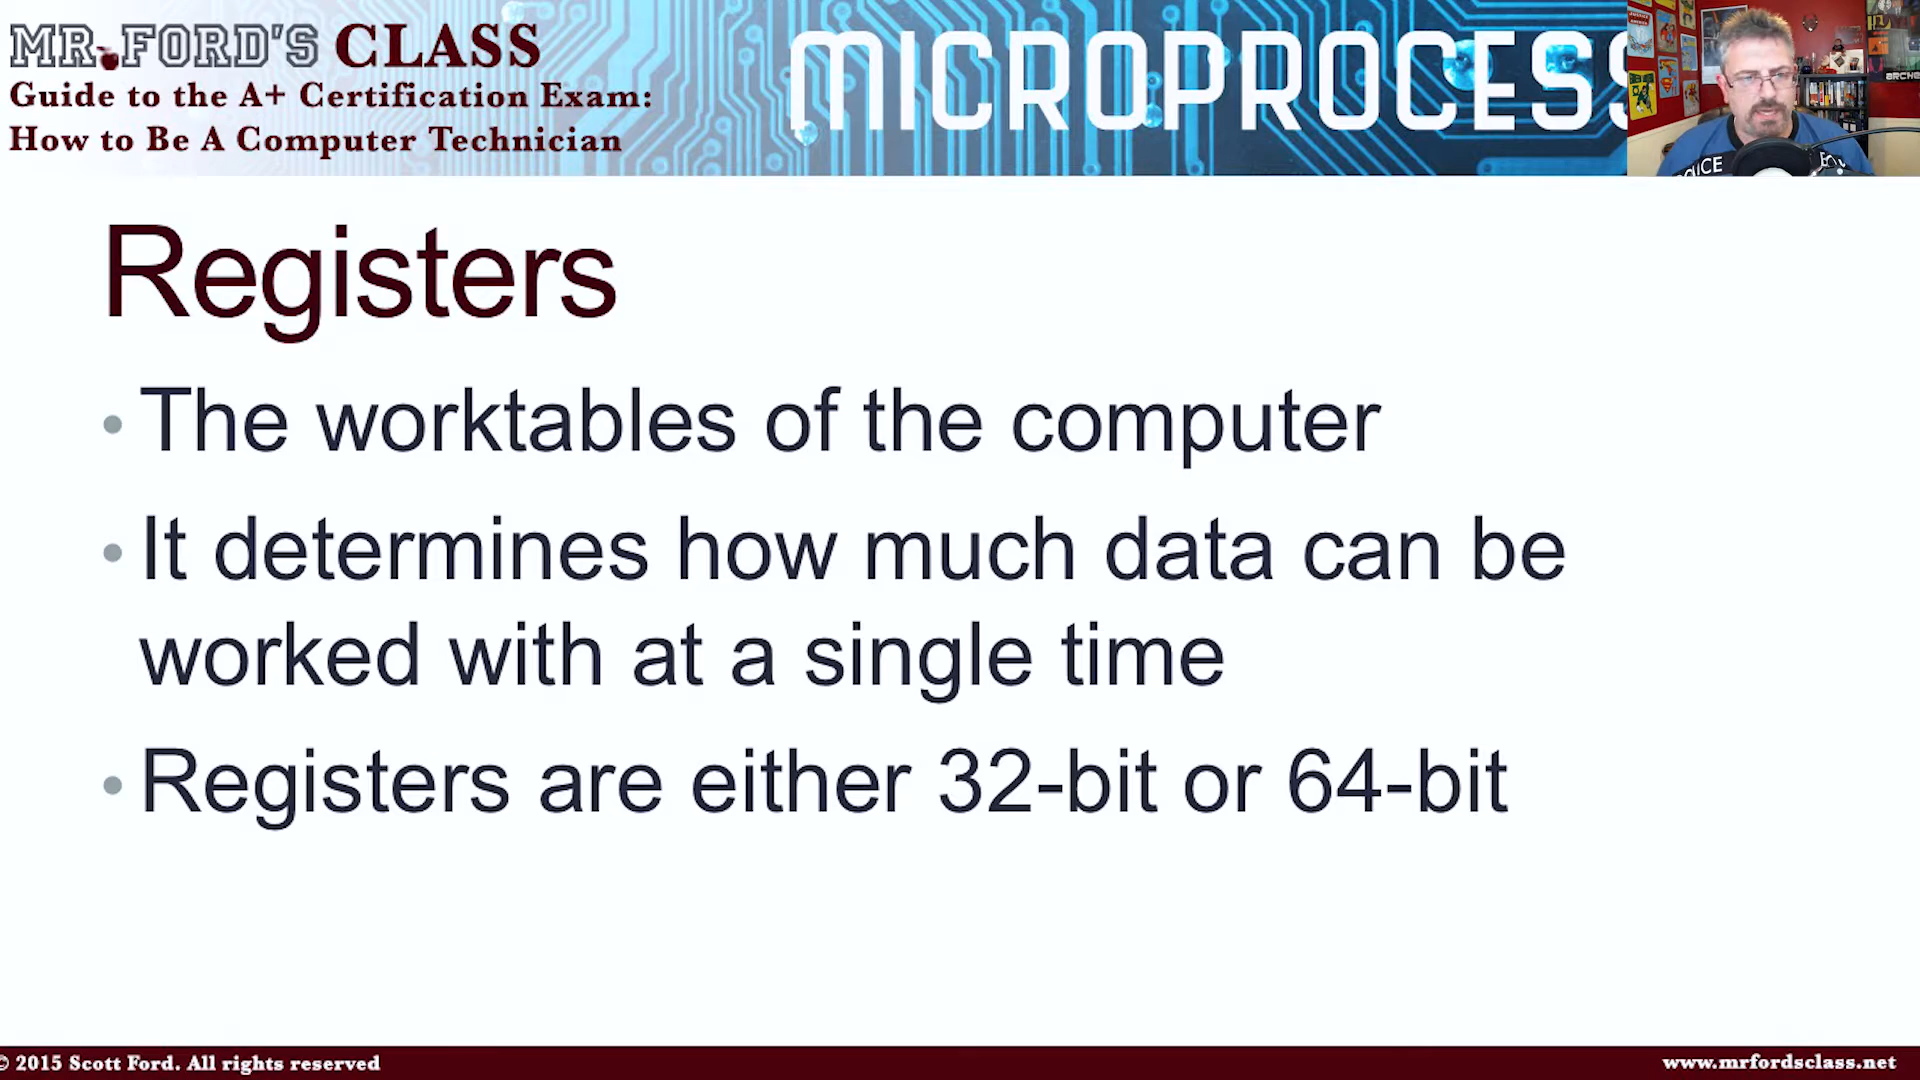 MR.FORD'S CLASS
Guide to the A+ Certification Exam:
How to Be A Computer Technician
MICROPROCESS
Registers
• The worktables of the computer
• It determines how much data can be
worked with at a single time
• Registers are either 32-bit or 64-bit
© 2015 Scott Ford. All rights reserved
www.mrfordsclass.net